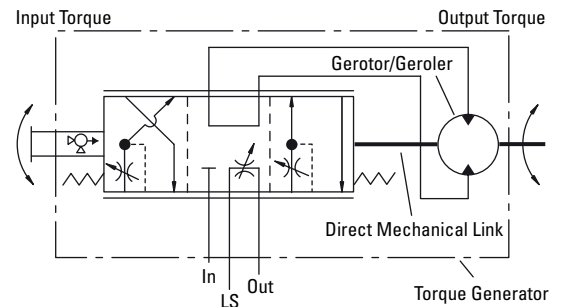 Input Torque
Output Torque
Gerotor/Geroler
Direct Mechanical Link
In
LS
Out
Torque Generator